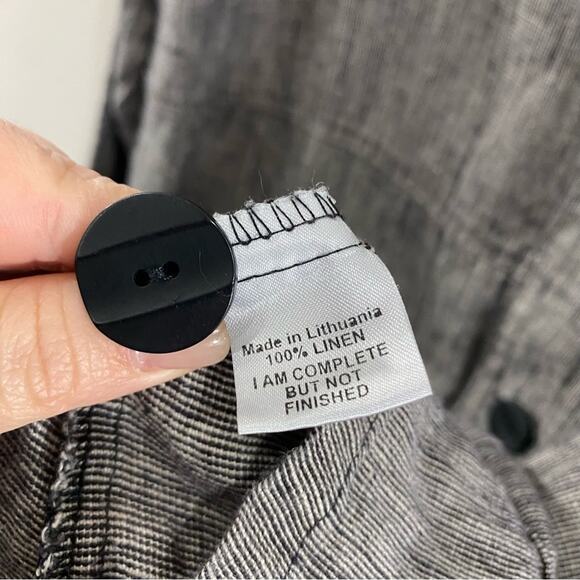 Made in Lithuania
100% LINEN
I AM COMPLETE
BUT NOT
FINISHED